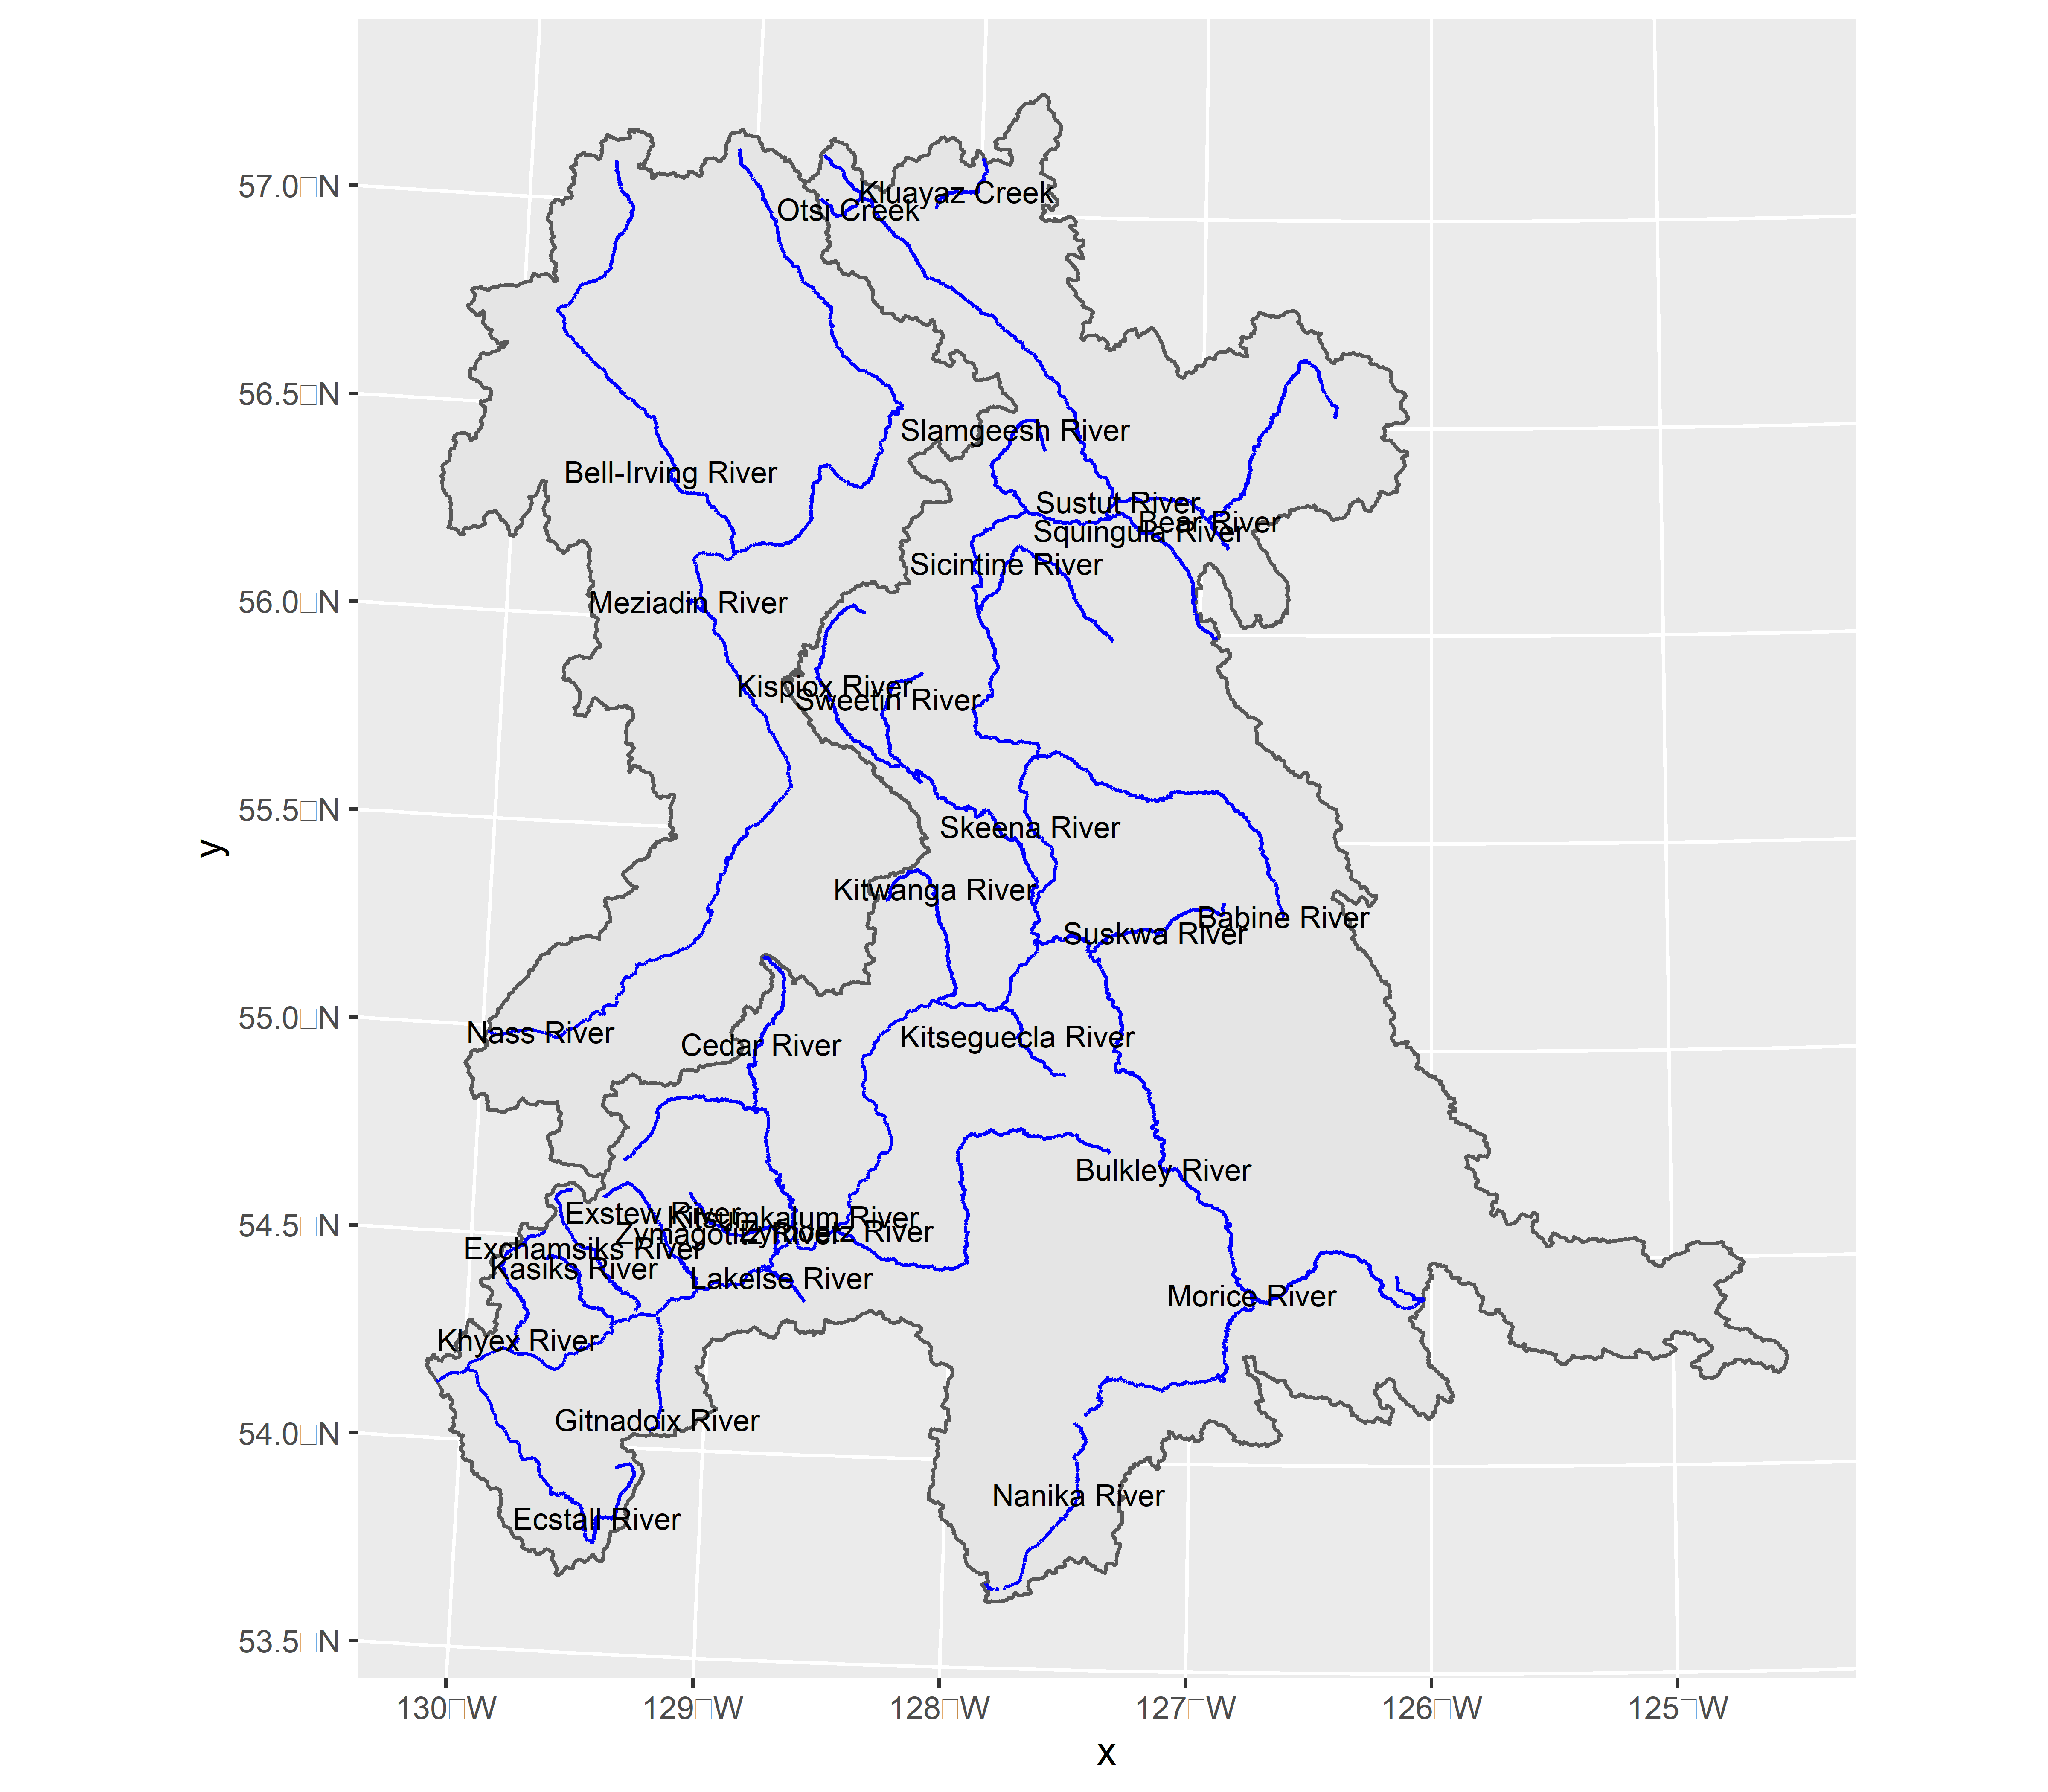 57.0□N
56.5□N
56.0□N
55.5□N
55.0□N
54.5□N
54.0□N
53.5□N
y
Kluayaz Creek
Otsi Creek
Slamgeesh River
Bell-Irving River
Sustut River
Bear River
Squingula River
Sicintine River
Meziadin River
Kispiox River
Sweetin River
Skeena River
Kitwanga River
Babine River
Suskwa River
Nass River
Kitseguecla River
Cedar River
Bulkley River
Exstew River
Kitsumkalum River
Zymagotitz River
Zymoetz River
Exchamsiks River
Kasiks River
Lakelse River
Morice River
Khyex River
Gitnadoix River
Nanika River
Ecstall River
130□W
129□W
128□W
127□W
126□W
125□W
x